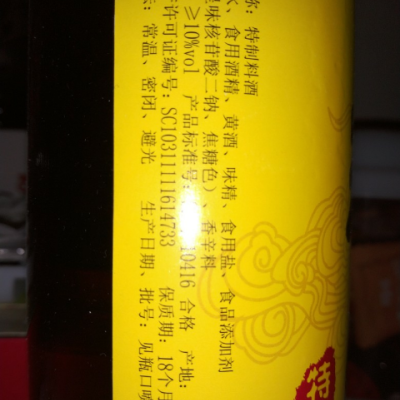 ：特制料酒
、食用酒精、黄酒、味精、食用盐、食品添加剂
味核苷酸二钠、焦糖色）、香辛料
≥10%vol 产品标准号：10416 合格 产地：
许可证编号：SC10311111614733 保质期：18个月
：常温、密闭、避光 生产日期、批号：见瓶口
特